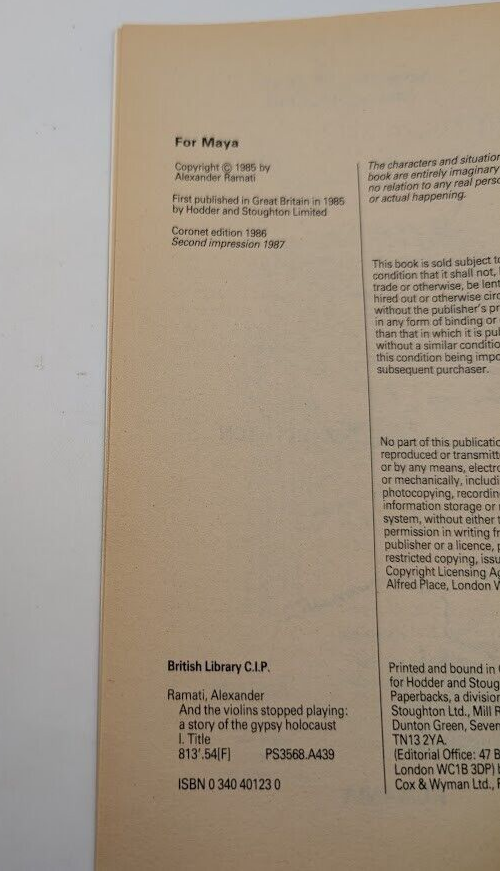 For Maya
Copyright © 1985 by
Alexander Ramati
First published in Great Britain in 1985
by Hodder and Stoughton Limited
Coronet edition 1986
Second impression 1987
British Library C.I.P.
Ramati, Alexander
And the violins stopped playing:
a story of the gypsy holocaust
I. Title
813'.54[F] PS3568.A439
ISBN 0 340 40123 0
The characters and situation
book are entirely imaginary
no relation to any real pers
or actual happening.
This book is sold subject to
condition that it shall not,
trade or otherwise, be lent
hired out or otherwise circ
without the publisher's pr
in any form of binding or
than that in which it is pu
without a similar conditio
this condition being impo
subsequent purchaser.
No part of this publicatio
reproduced or transmitt
or by any means, electro
or mechanically, includi
photocopying, recordin
information storage or
system, without either t
permission in writing fr
publisher or a licence, p
restricted copying, issu
Copyright Licensing Ag
Alfred Place, London W
Printed and bound in
for Hodder and Stoug
Paperbacks, a division
Stoughton Ltd., Mill R
Dunton Green, Seven
TN13 2YA.
(Editorial Office: 47 B
London WC1B 3DP) b
Cox & Wyman Ltd., R